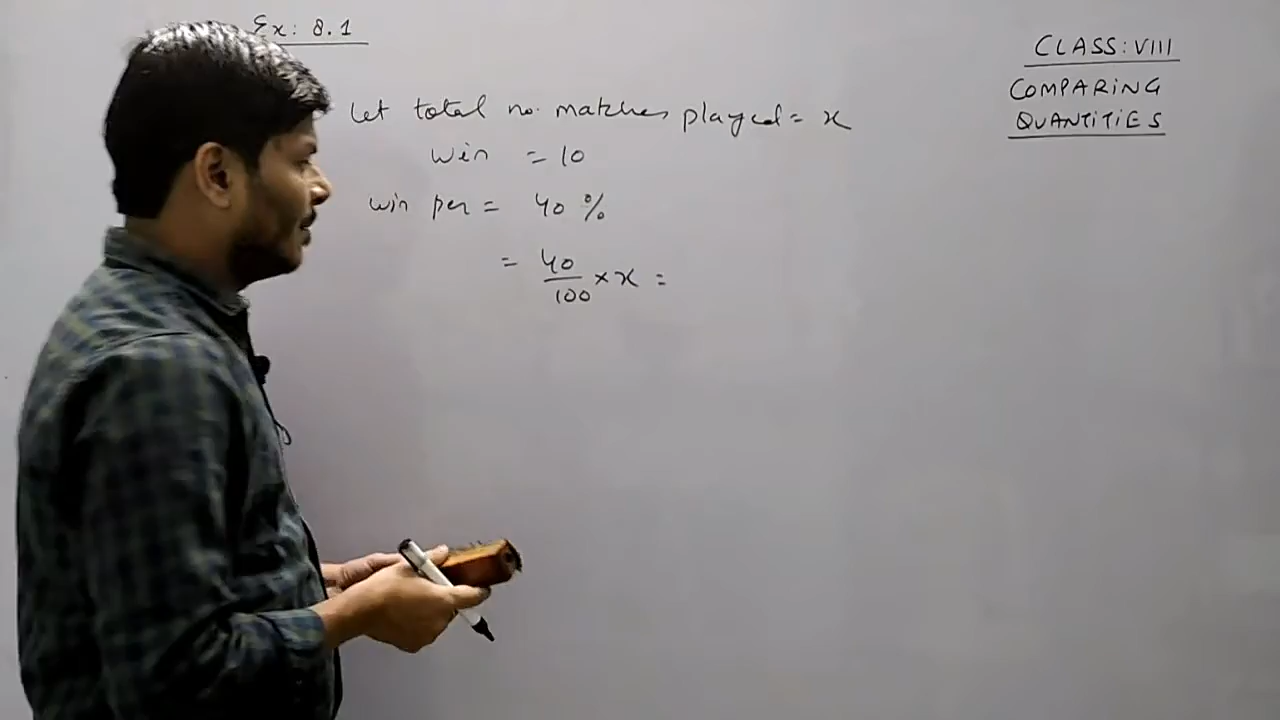 Ex: 8.1
CLASS: VIII
COMPARING
QUANTITIES
Let total no. matches played = x
win = 10
win per = 40 %
= 40/100 × x =